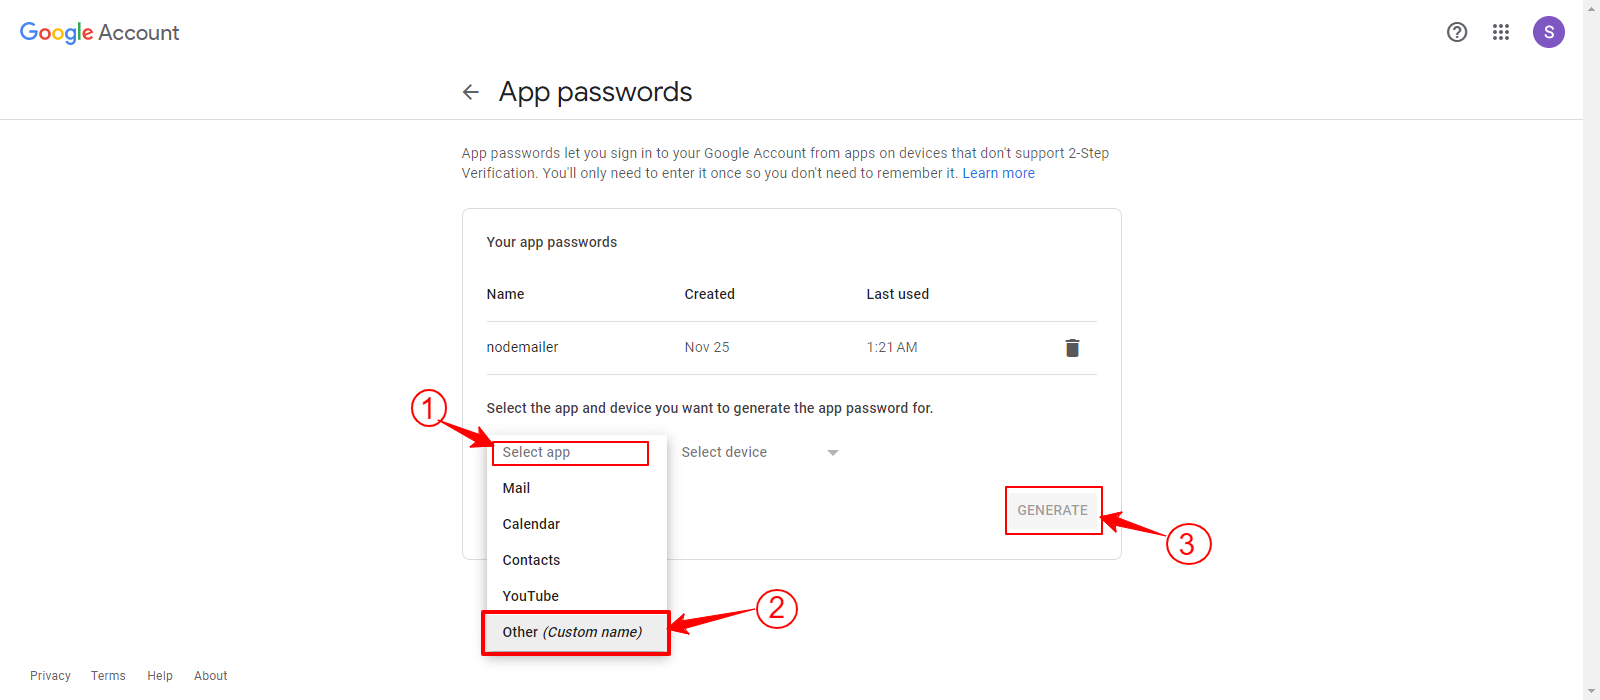 Google Account
S
App passwords
App passwords let you sign in to your Google Account from apps on devices that don't support 2-Step
Verification. You'll only need to enter it once so you don't need to remember it. Learn more
Your app passwords
Name Created Last used
nodemailer Nov 25 1:21 AM
1
Select the app and device you want to generate the app password for.
Select app Select device
Mail
GENERATE
Calendar
3
Contacts
YouTube
2
Other (Custom name)
Privacy Terms Help About